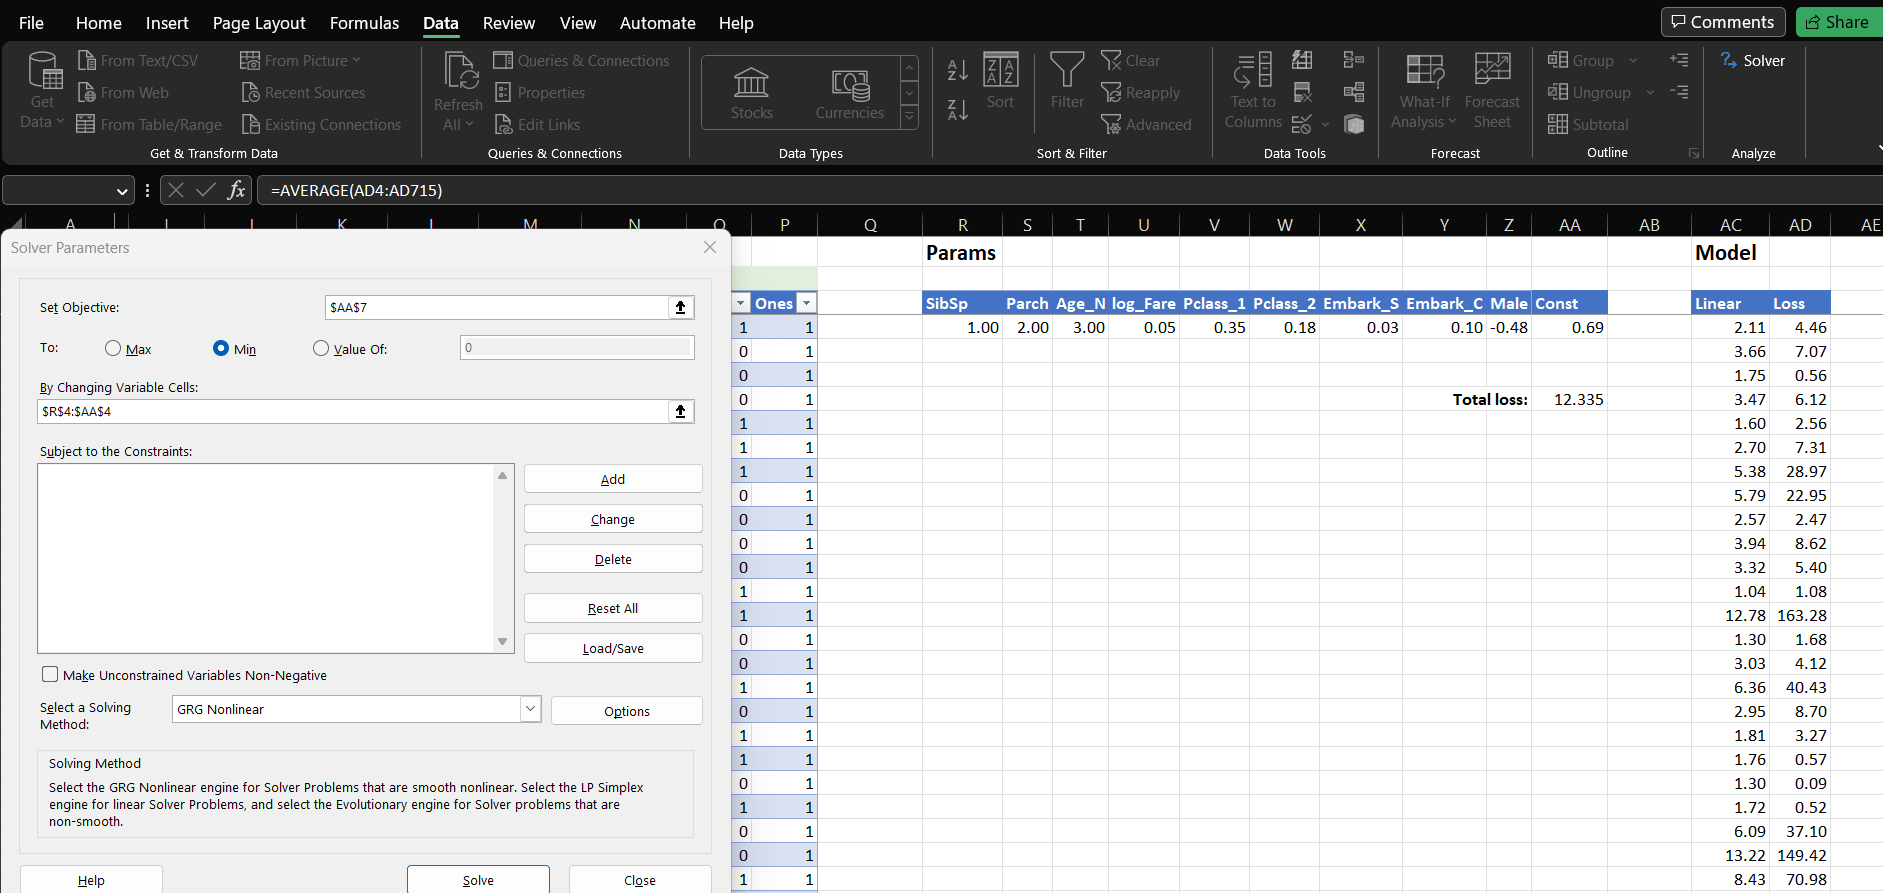 File Home Insert Page Layout Formulas Data Review View Automate Help Comments Share
Get Data
From Text/CSV
From Web
From Table/Range
From Picture
Recent Sources
Existing Connections
Get & Transform Data
Refresh All
Queries & Connections
Properties
Edit Links
Queries & Connections
Stocks Currencies
Data Types
Sort
Filter
Clear
Reapply
Advanced
Sort & Filter
Text to Columns
Data Tools
What-If Analysis
Forecast Sheet
Forecast
Group
Ungroup
Subtotal
Outline
Solver
Analyze
fx =AVERAGE(AD4:AD715)
P Q R S T U V W X Y Z AA AB AC AD AE
Solver Parameters
Set Objective: $AA$7
To: Max Min Value Of: 0
By Changing Variable Cells:
$R$4:$AA$4
Subject to the Constraints:
Add
Change
Delete
Reset All
Load/Save
Make Unconstrained Variables Non-Negative
Select a Solving Method: GRG Nonlinear Options
Solving Method
Select the GRG Nonlinear engine for Solver Problems that are smooth nonlinear. Select the LP Simplex
engine for linear Solver Problems, and select the Evolutionary engine for Solver problems that are
non-smooth.
Help Solve Close
Params Model
Ones SibSp Parch Age_N log_Fare Pclass_1 Pclass_2 Embark_S Embark_C Male Const Linear Loss
1 1 1.00 2.00 3.00 0.05 0.35 0.18 0.03 0.10 -0.48 0.69 2.11 4.46
0 1 3.66 7.07
0 1 1.75 0.56
0 1 Total loss: 12.335 3.47 6.12
1 1 1.60 2.56
1 1 2.70 7.31
1 1 5.38 28.97
0 1 5.79 22.95
0 1 2.57 2.47
0 1 3.94 8.62
0 1 3.32 5.40
1 1 1.04 1.08
1 1 12.78 163.28
0 1 1.30 1.68
0 1 3.03 4.12
1 1 6.36 40.43
0 1 2.95 8.70
1 1 1.81 3.27
1 1 1.76 0.57
0 1 1.30 0.09
1 1 1.72 0.52
0 1 6.09 37.10
0 1 13.22 149.42
1 1 8.43 70.98